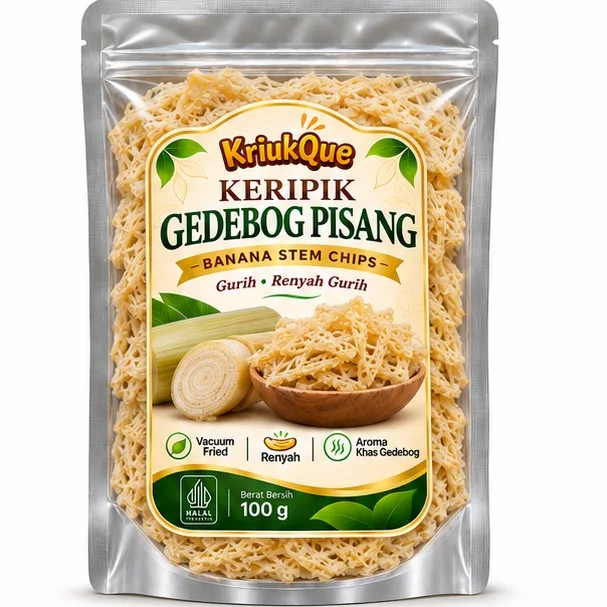 KriukQue
KERIPIK
GEDEBOG PISANG
BANANA STEM CHIPS
Gurih • Renyah Gurih
Vacuum
Fried
Renyah
Aroma
Khas Gedebog
HALAL
Berat Bersih
100 g